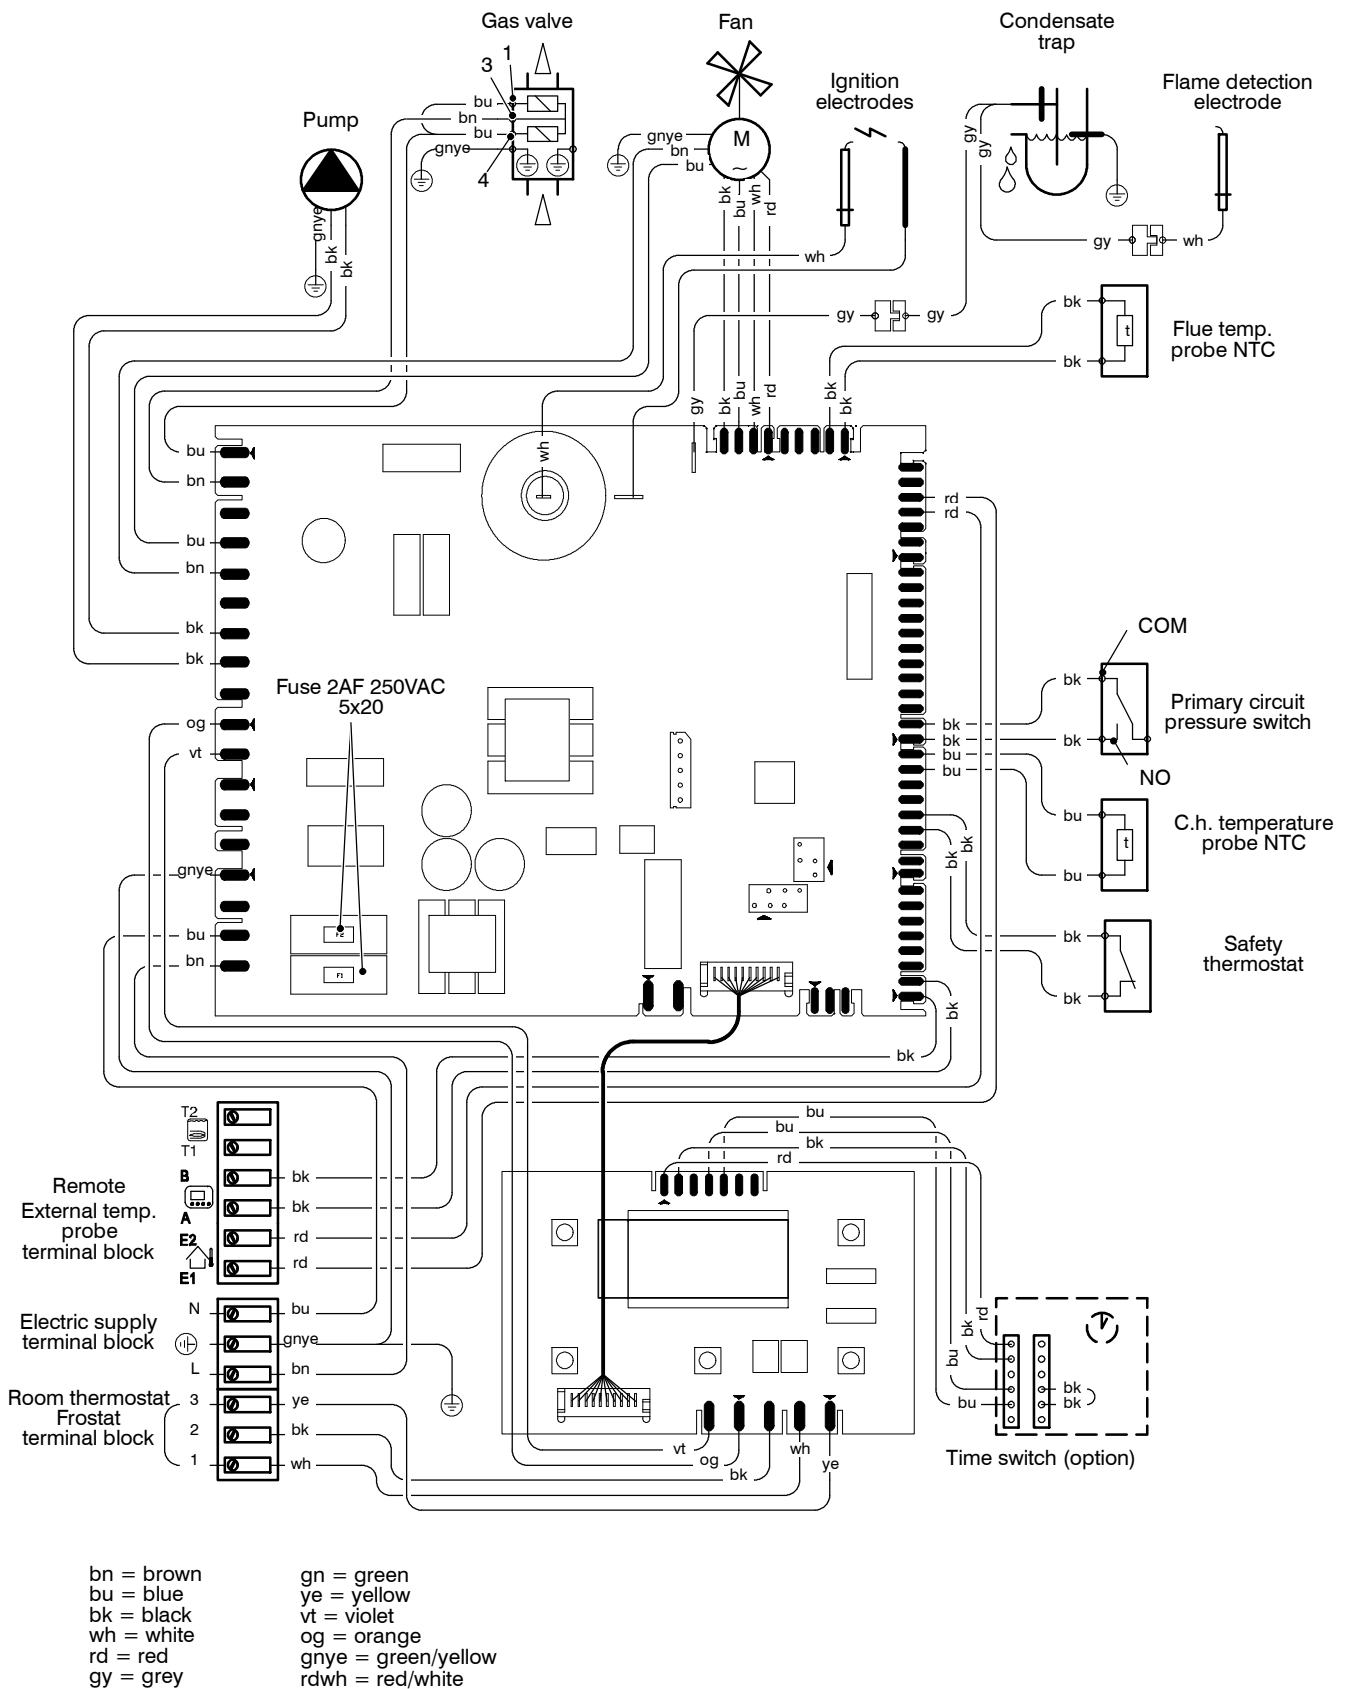 Gas valve
Fan
Condensate
trap
1
3
4
Ignition
electrodes
Flame detection
electrode
Pump
bu
bn
bu
gnye
gnye
bn
bu
M
~
bk
bu
wh
rd
gy
gy
gnye
bk
bk
wh
gy
wh
gy
gy
bk
bk
t
Flue temp.
probe NTC
gy
bk
bu
wh
rd
bk
bk
wh
bu
bn
bu
bn
bk
bk
og
vt
gnye
bu
bn
rd
rd
Fuse 2AF 250VAC
5x20
F2
F1
COM
bk
bk
Primary circuit
pressure switch
NO
bk
bk
bu
bu
bu
bu
t
C.h. temperature
probe NTC
bk
bk
bk
bk
Safety
thermostat
bk
bk
T2
T1
B
A
E2
E1
bk
bk
rd
rd
Remote
External temp.
probe
terminal block
N
L
bu
gnye
bn
Electric supply
terminal block
3
2
1
ye
bk
wh
Room thermostat
Frostat
terminal block
bu
bu
bk
rd
vt
og
bk
wh
ye
bu
bk
rd
bu
bk
bk
Time switch (option)
bn = brown
bu = blue
bk = black
wh = white
rd = red
gy = grey
gn = green
ye = yellow
vt = violet
og = orange
gnye = green/yellow
rdwh = red/white